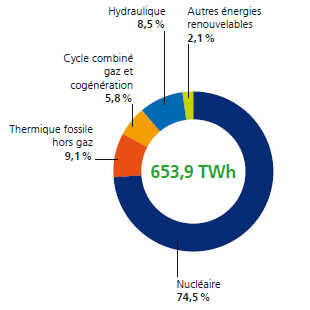 Hydraulique
8,5 %
Autres énergies
renouvelables
2,1 %
Cycle combiné
gaz et
cogénération
5,8 %
Thermique fossile
hors gaz
9,1 %
653,9 TWh
Nucléaire
74,5 %